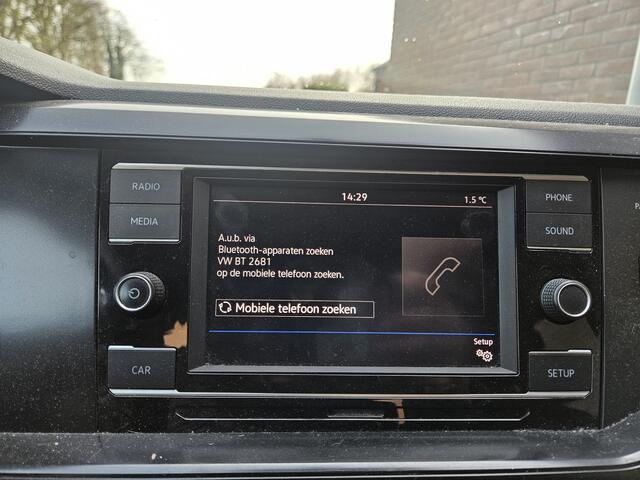 RADIO
MEDIA
CAR
14:29
1.5 °C
A.u.b. via
Bluetooth-apparaten zoeken
VW BT 2681
op de mobiele telefoon zoeken.
Mobiele telefoon zoeken
Setup
PHONE
SOUND
SETUP